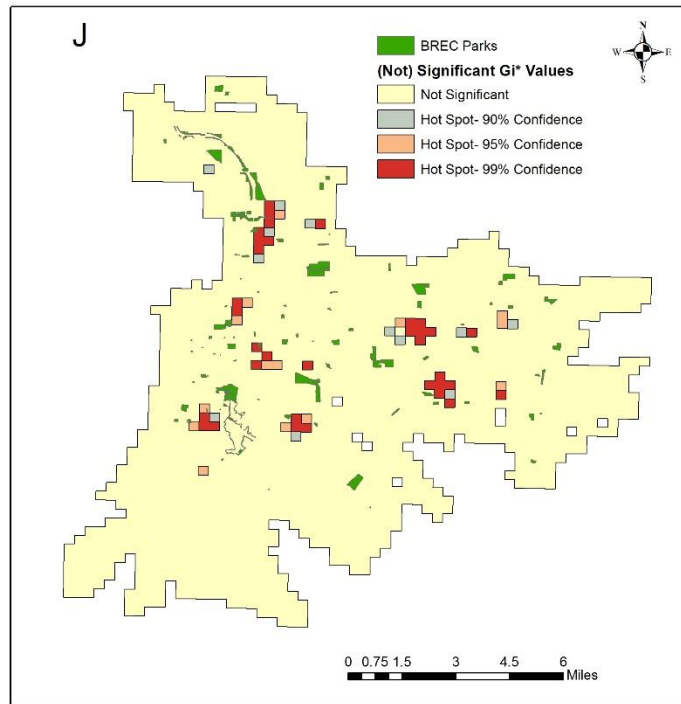 J
BREC Parks
(Not) Significant Gi* Values
Not Significant
Hot Spot- 90% Confidence
Hot Spot- 95% Confidence
Hot Spot- 99% Confidence
N
W E
S
0 0.75 1.5 3 4.5 6
Miles